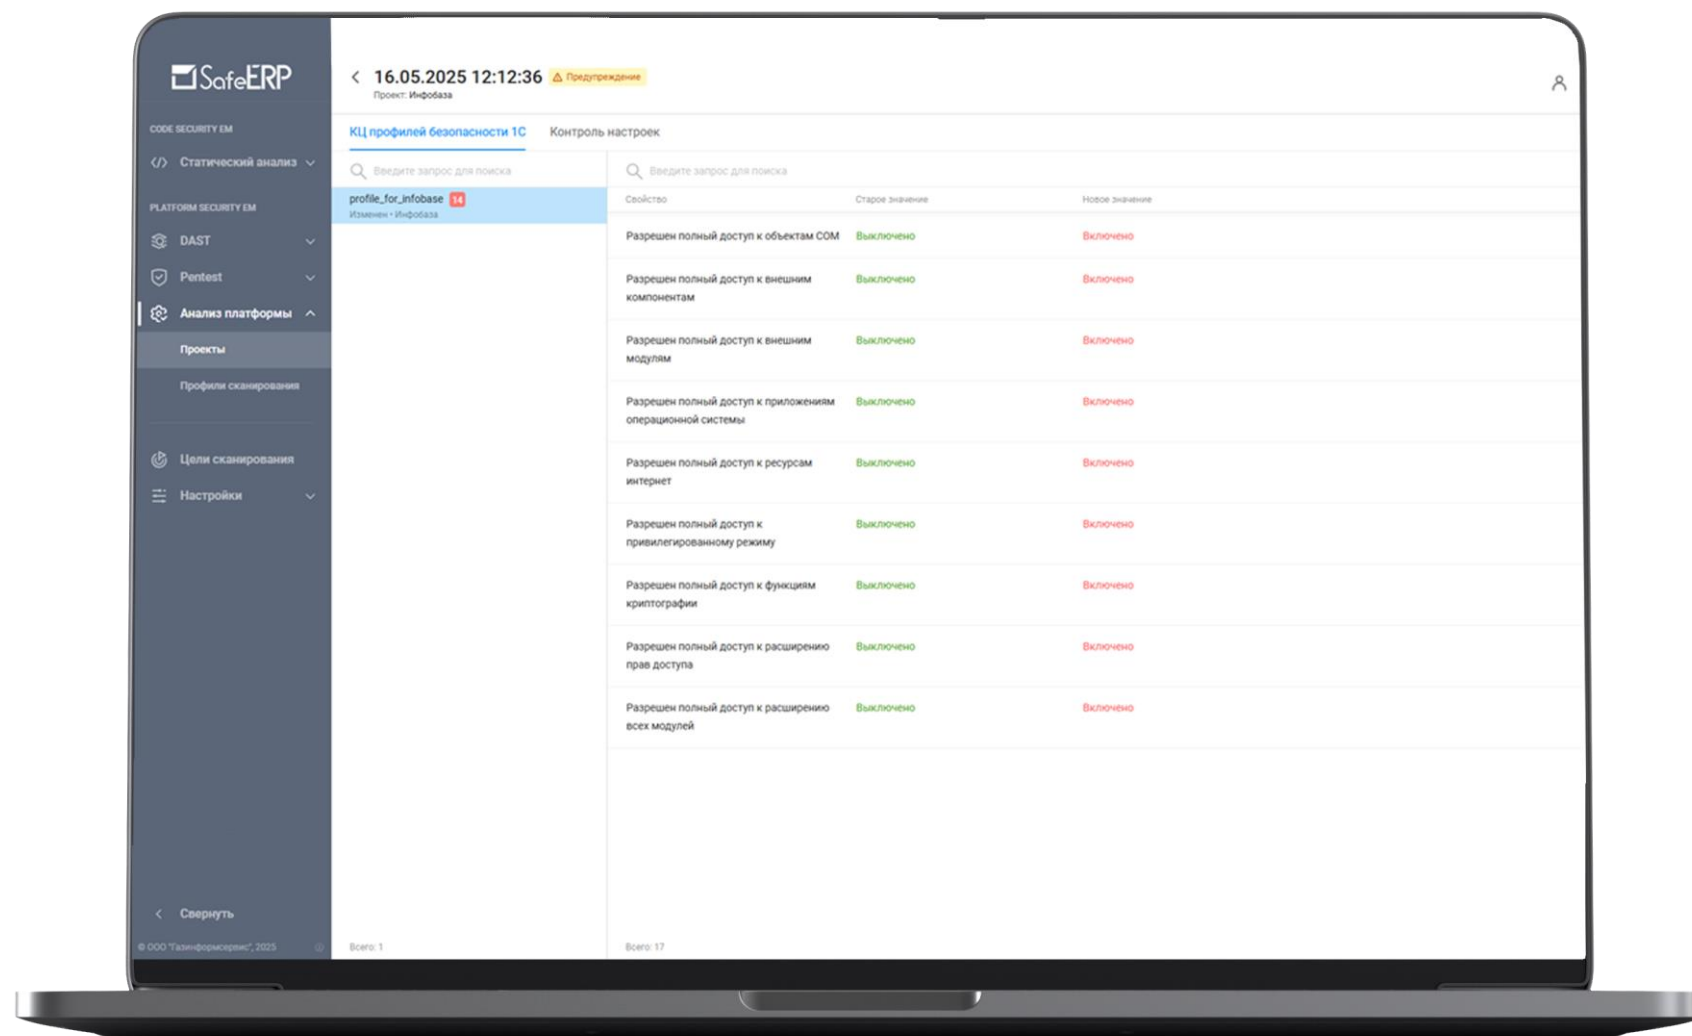 SafeERP
CODE SECURITY EM
</> Статический анализ
PLATFORM SECURITY EM
DAST
Pentest
Анализ платформы
Проекты
Профили сканирования
Цели сканирования
Настройки
Свернуть
© ООО "Газинформсервис", 2025
16.05.2025 12:12:36 Предупреждение
Проект: Инфобаза
КЦ профилей безопасности 1С Контроль настроек
Введите запрос для поиска
profile_for_infobase 14
Изменен • Инфобаза
Всего: 1
Введите запрос для поиска
Свойство Старое значение Новое значение
Разрешен полный доступ к объектам COM Выключено Включено
Разрешен полный доступ к внешним Выключено Включено
компонентам
Разрешен полный доступ к внешним Выключено Включено
модулям
Разрешен полный доступ к приложениям Выключено Включено
операционной системы
Разрешен полный доступ к ресурсам Выключено Включено
интернет
Разрешен полный доступ к Выключено Включено
привилегированному режиму
Разрешен полный доступ к функциям Выключено Включено
криптографии
Разрешен полный доступ к расширению Выключено Включено
прав доступа
Разрешен полный доступ к расширению Выключено Включено
всех модулей
Всего: 17